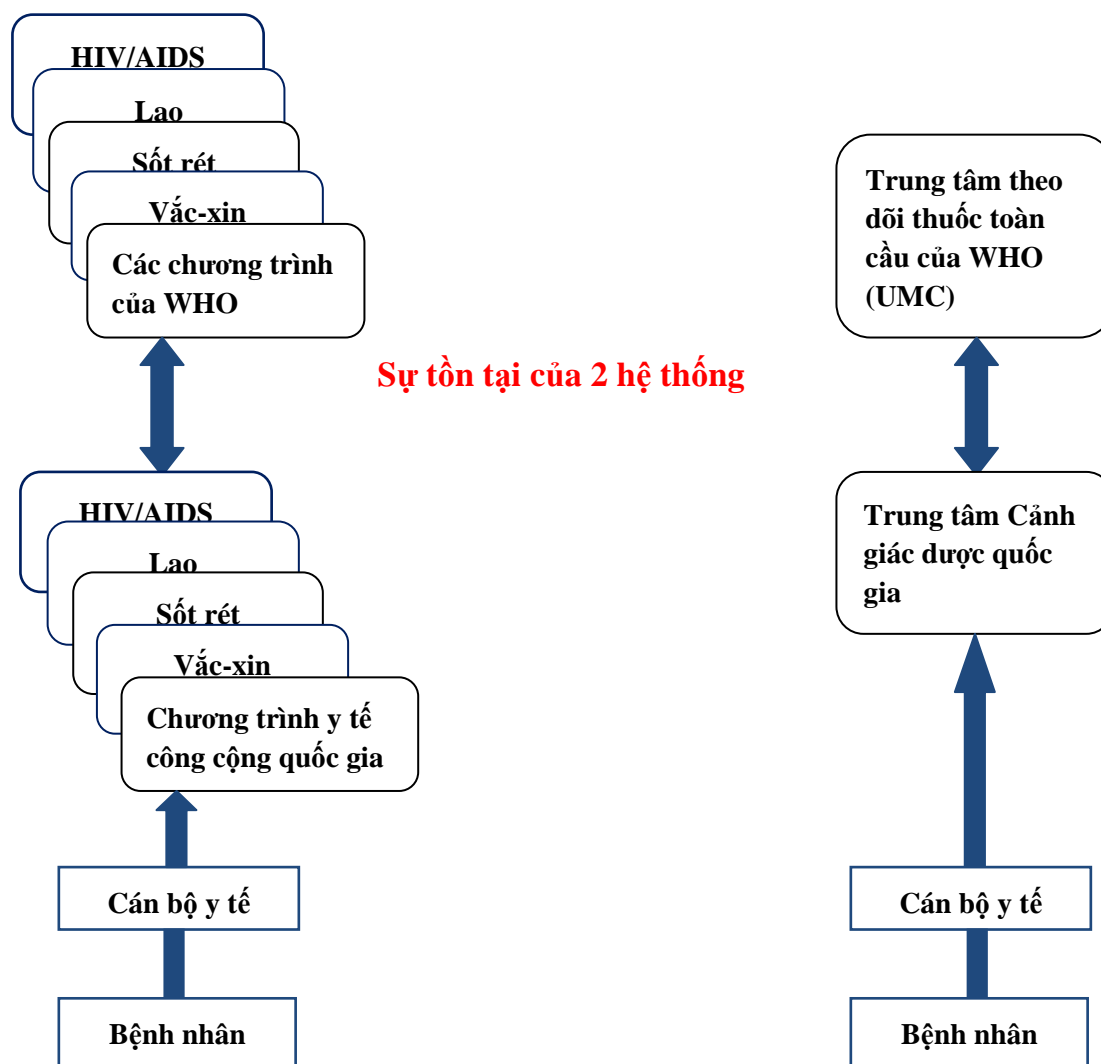 HIV/AIDS
Lao
Sốt rét
Vắc-xin
Các chương trình
của WHO
Trung tâm theo
dõi thuốc toàn
cầu của WHO
(UMC)
Sự tồn tại của 2 hệ thống
HIV/AIDS
Lao
Sốt rét
Vắc-xin
Chương trình y tế
công cộng quốc gia
Trung tâm Cảnh
giác dược quốc
gia
Cán bộ y tế
Cán bộ y tế
Bệnh nhân
Bệnh nhân